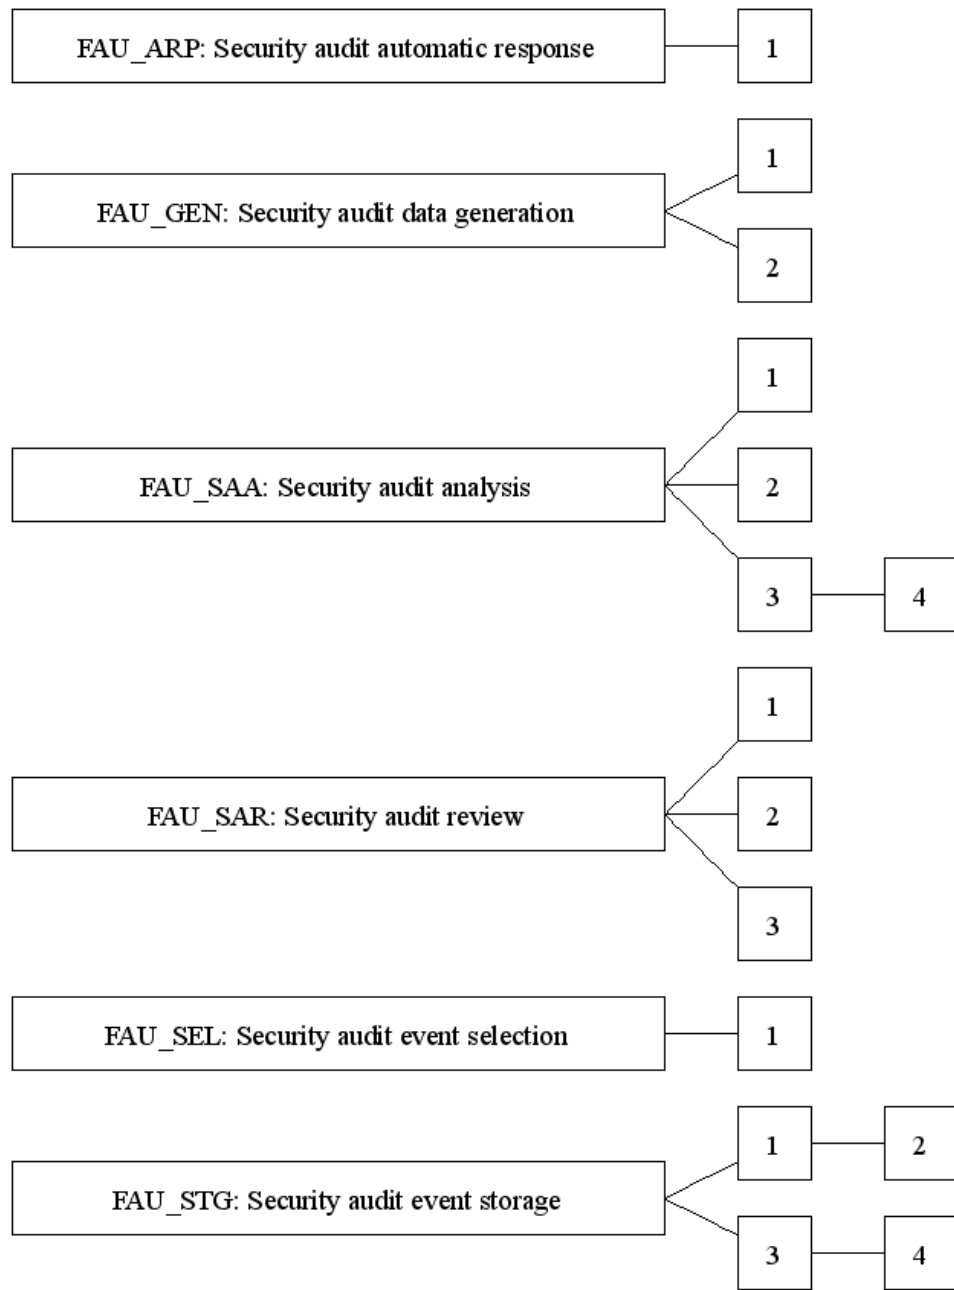 FAU_ARP: Security audit automatic response 1
1
FAU_GEN: Security audit data generation
2
1
FAU_SAA: Security audit analysis 2
3 4
1
FAU_SAR: Security audit review 2
3
FAU_SEL: Security audit event selection 1
1 2
FAU_STG: Security audit event storage
3 4